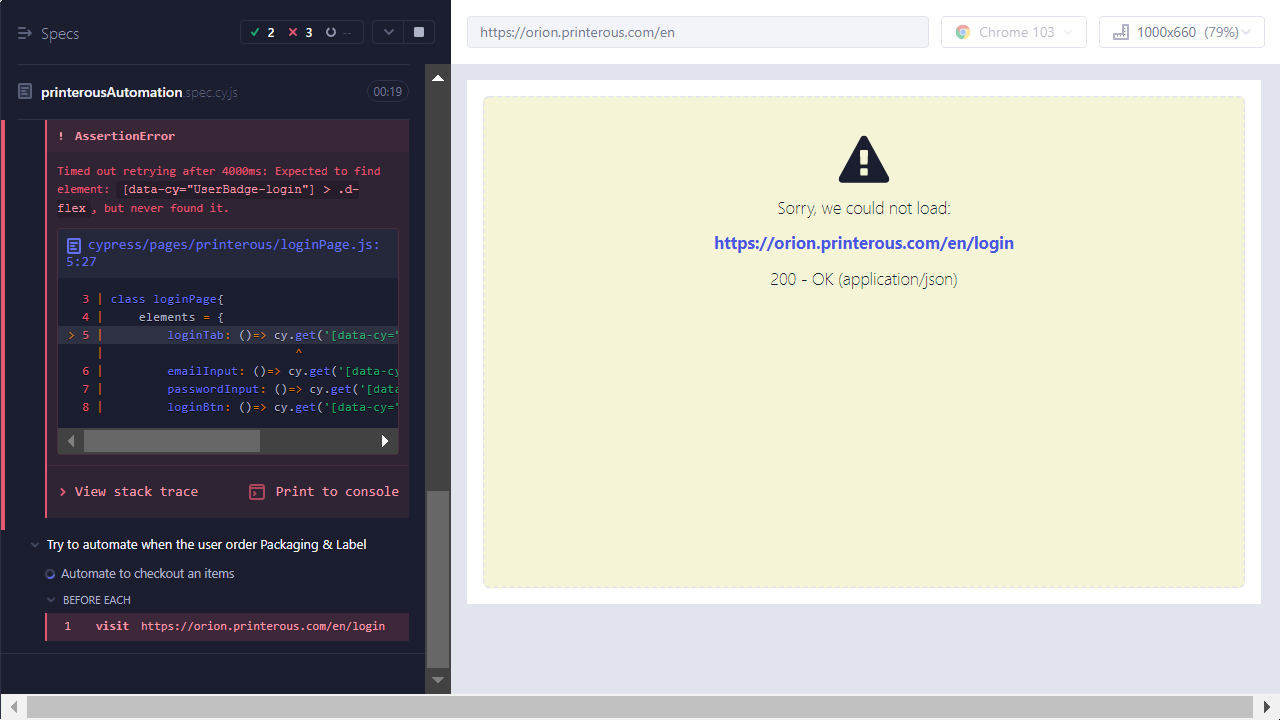 Specs
2
3
--
https://orion.printerous.com/en
Chrome 103
1000x660 (79%)
printerousAutomation.spec.cy.js
00:19
! AssertionError
Timed out retrying after 4000ms: Expected to find
element: [data-cy="UserBadge-login"] > .d-
flex, but never found it.
cypress/pages/printerous/loginPage.js:
5:27
3 | class loginPage{
4 | elements = {
> 5 | loginTab: ()=> cy.get('[data-cy="
| ^
6 | emailInput: ()=> cy.get('[data-cy
7 | passwordInput: ()=> cy.get('[data
8 | loginBtn: ()=> cy.get('[data-cy="
View stack trace
Print to console
Try to automate when the user order Packaging & Label
Automate to checkout an items
BEFORE EACH
1 visit https://orion.printerous.com/en/login
Sorry, we could not load:
https://orion.printerous.com/en/login
200 - OK (application/json)